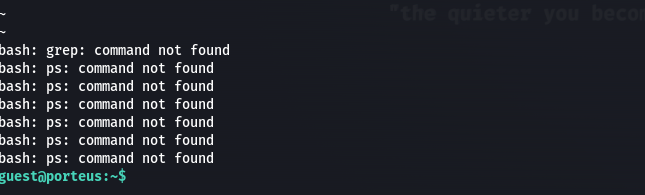 ~
"the quieter you becom
~
bash: grep: command not found
bash: ps: command not found
bash: ps: command not found
bash: ps: command not found
bash: ps: command not found
bash: ps: command not found
bash: ps: command not found
guest@porteus:~$